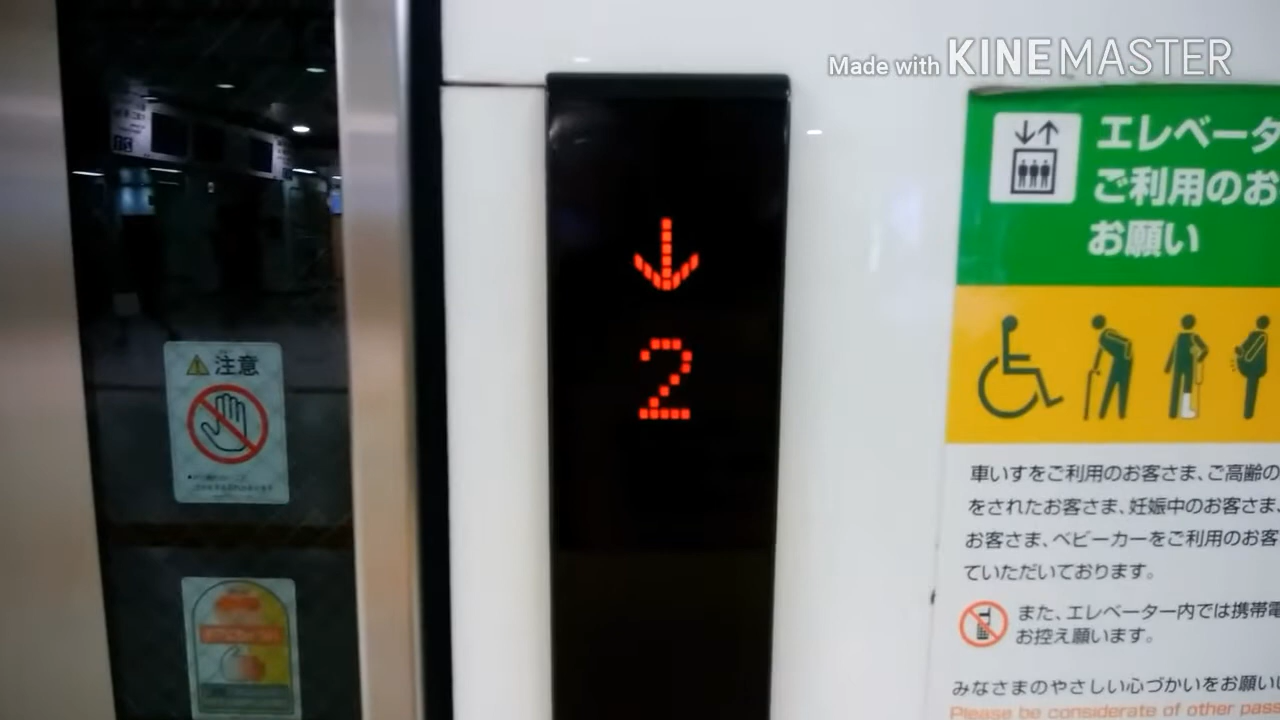 Made with KINEMASTER
注意
↓
2
エレベータ
ご利用のお
お願い
車いすをご利用のお客さま、ご高齢の
をされたお客さま、妊娠中のお客さま、
お客さま、ベビーカーをご利用のお客
ていただいております。
また、エレベーター内では携帯電
お控え願います。
みなさまのやさしい心づかいをお願いし
Please be considerate of other pass